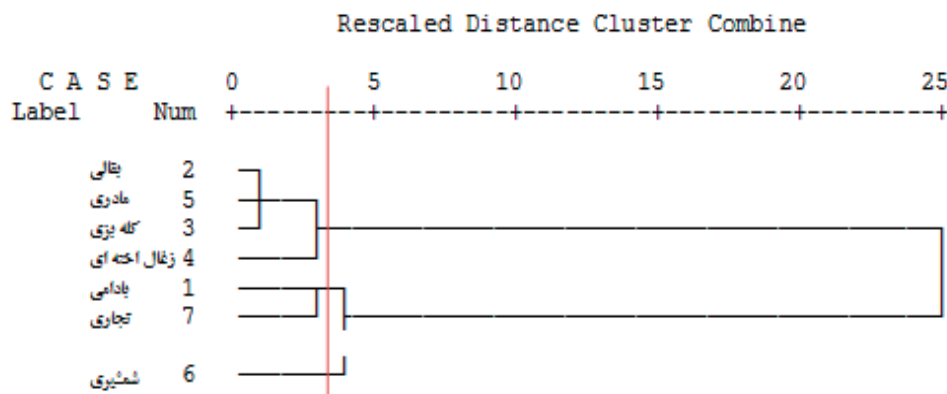 Rescaled Distance Cluster Combine
C A S E 0 5 10 15 20 25
Label Num +---------+---------+---------+---------+---------+
بقالی 2
مادری 5
کله بزی 3
زغال اخته ای 4
بادامی 1
تجاری 7
شمشیری 6